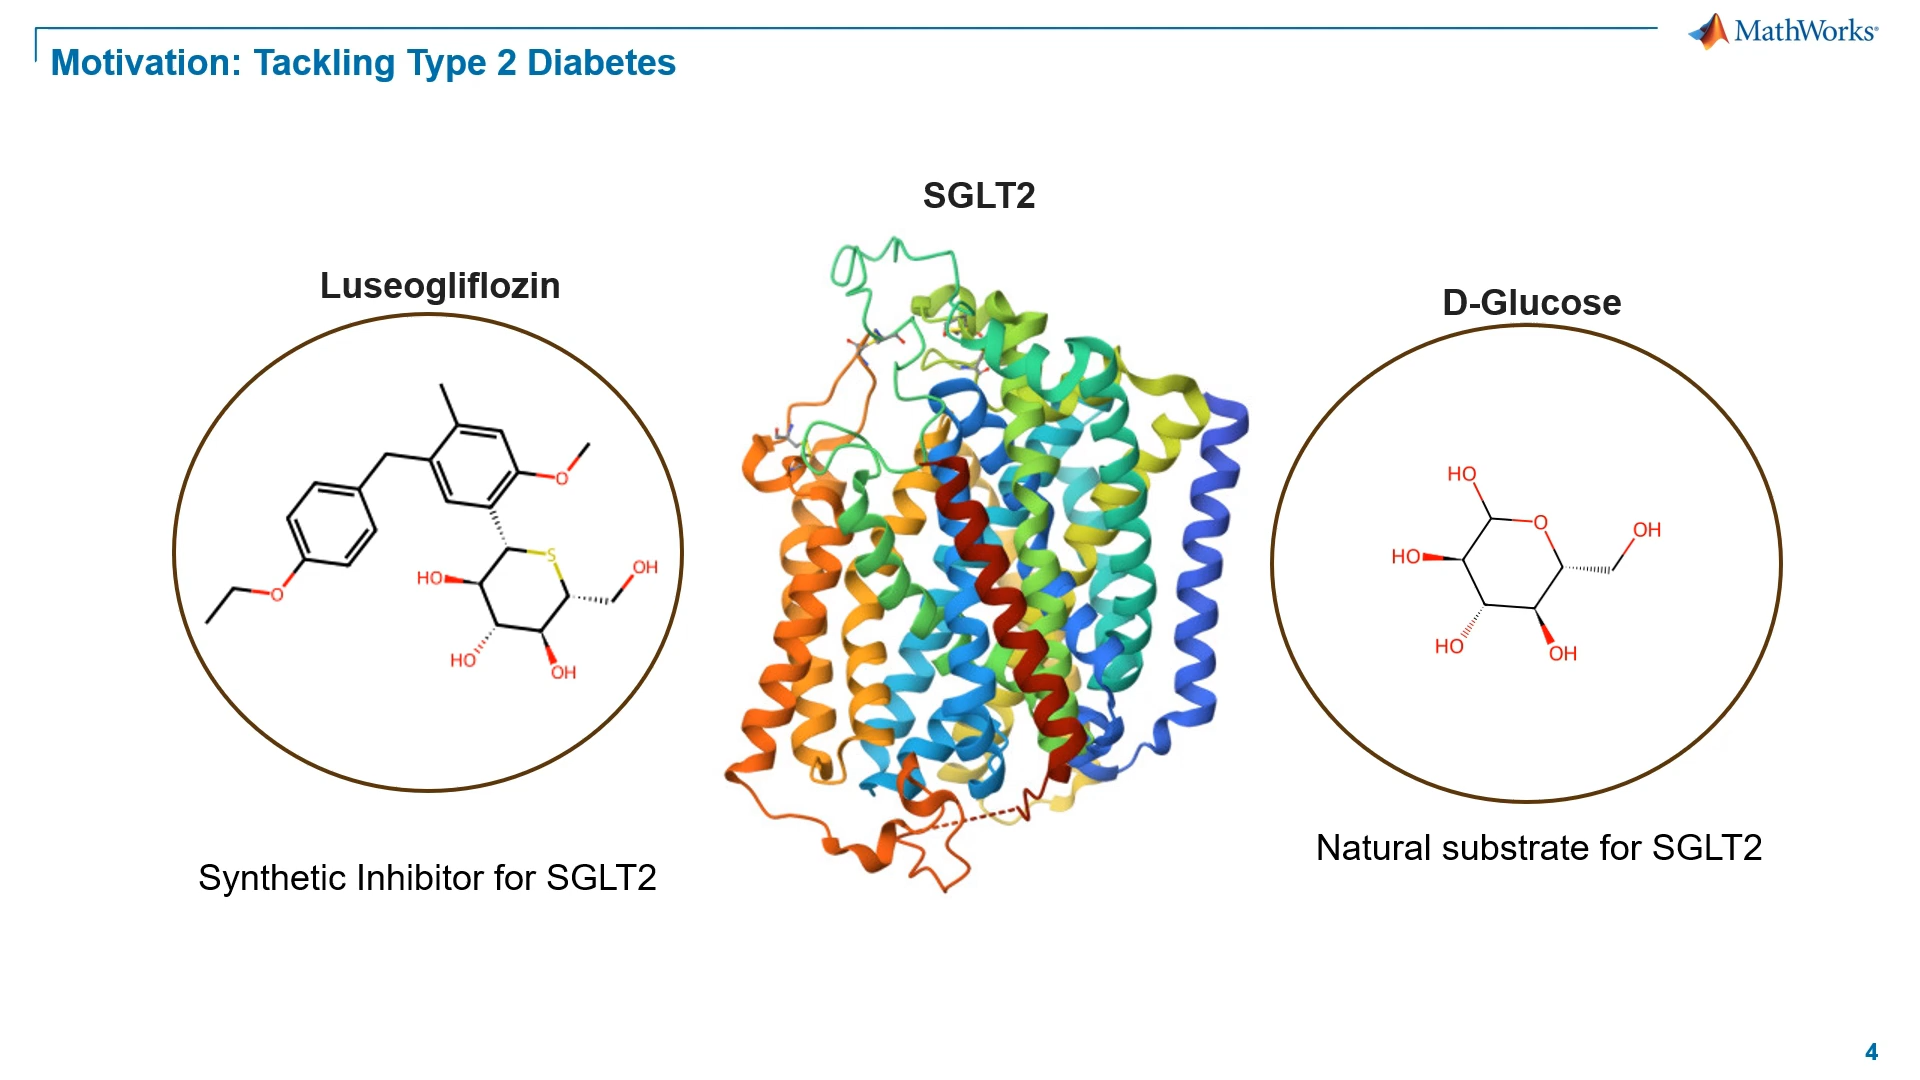 Motivation: Tackling Type 2 Diabetes
MathWorks®
SGLT2
Luseogliflozin
D-Glucose
O
S
HO
OH
O
HO
OH
HO
O
OH
HO
HO
OH
Natural substrate for SGLT2
Synthetic Inhibitor for SGLT2
4